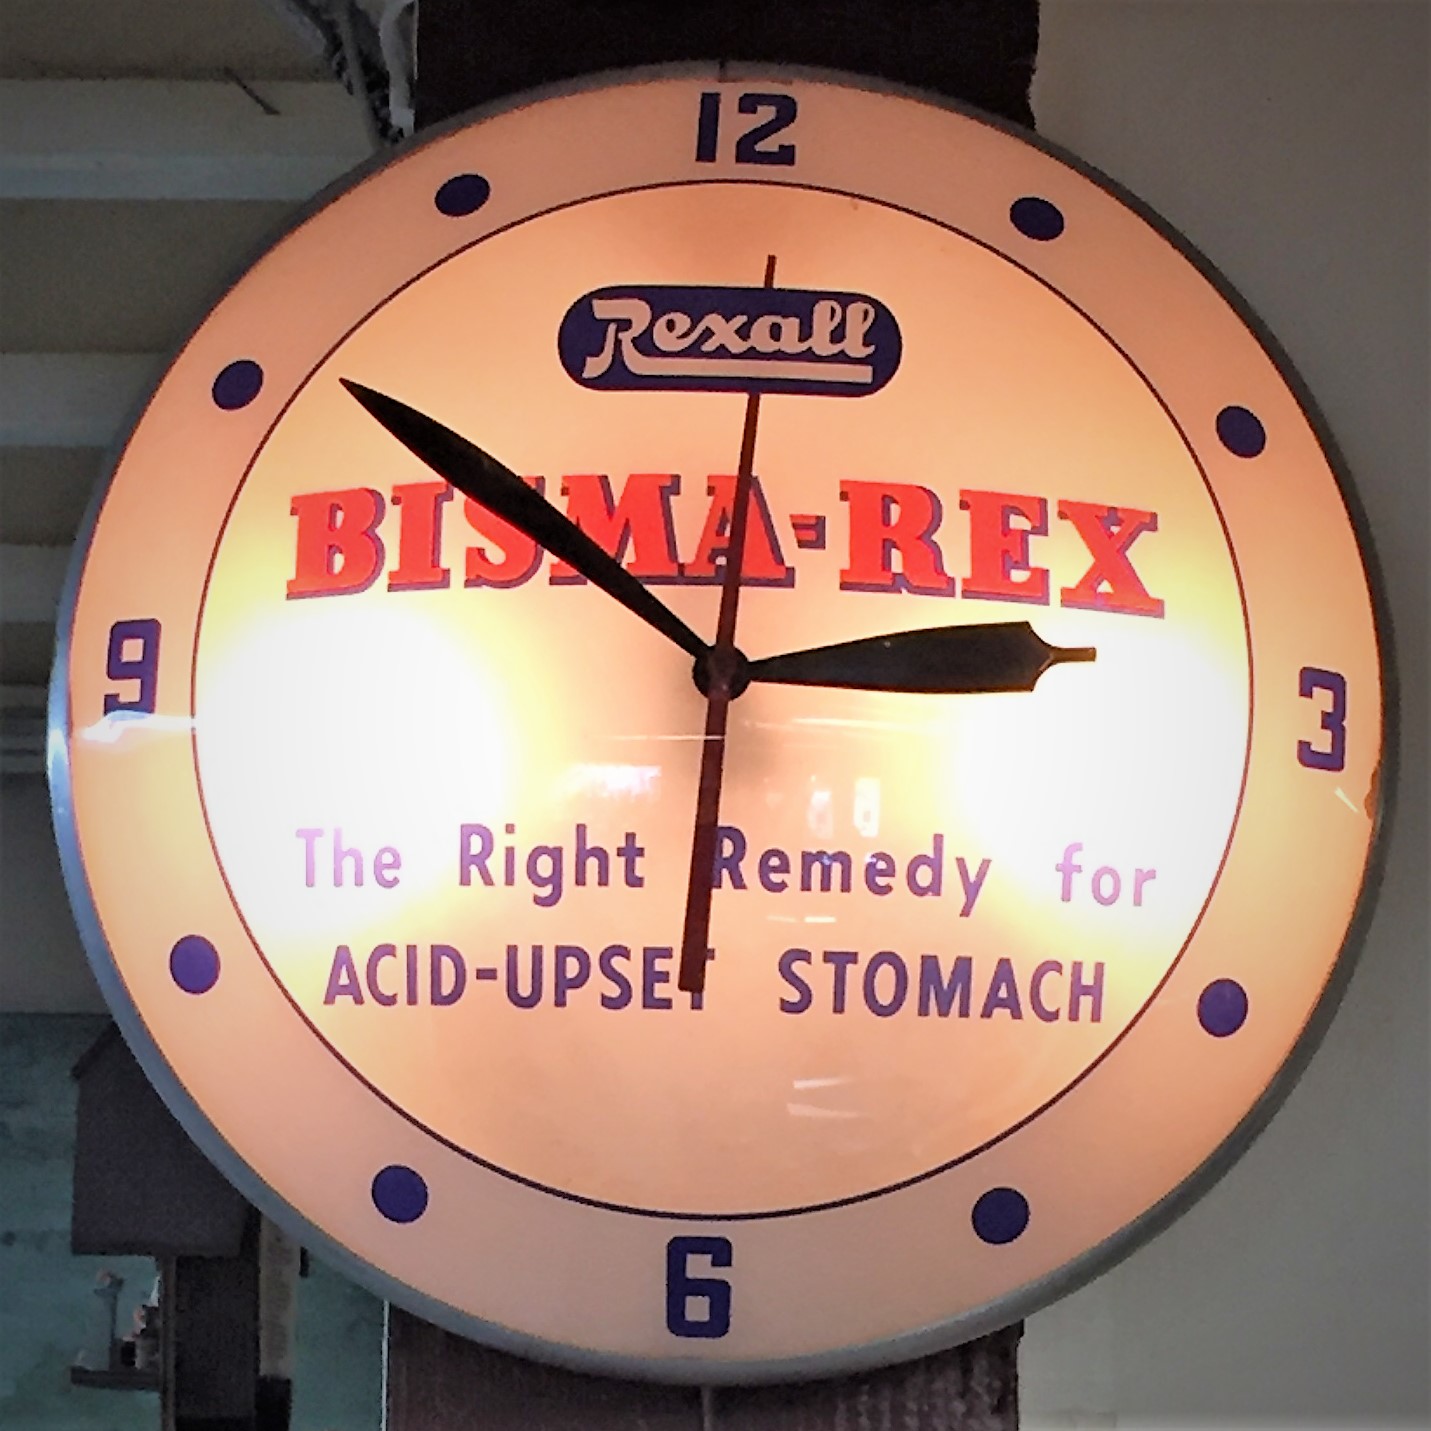 12
Rexall
BISMA-REX
9
3
The Right Remedy for
ACID-UPSET STOMACH
6